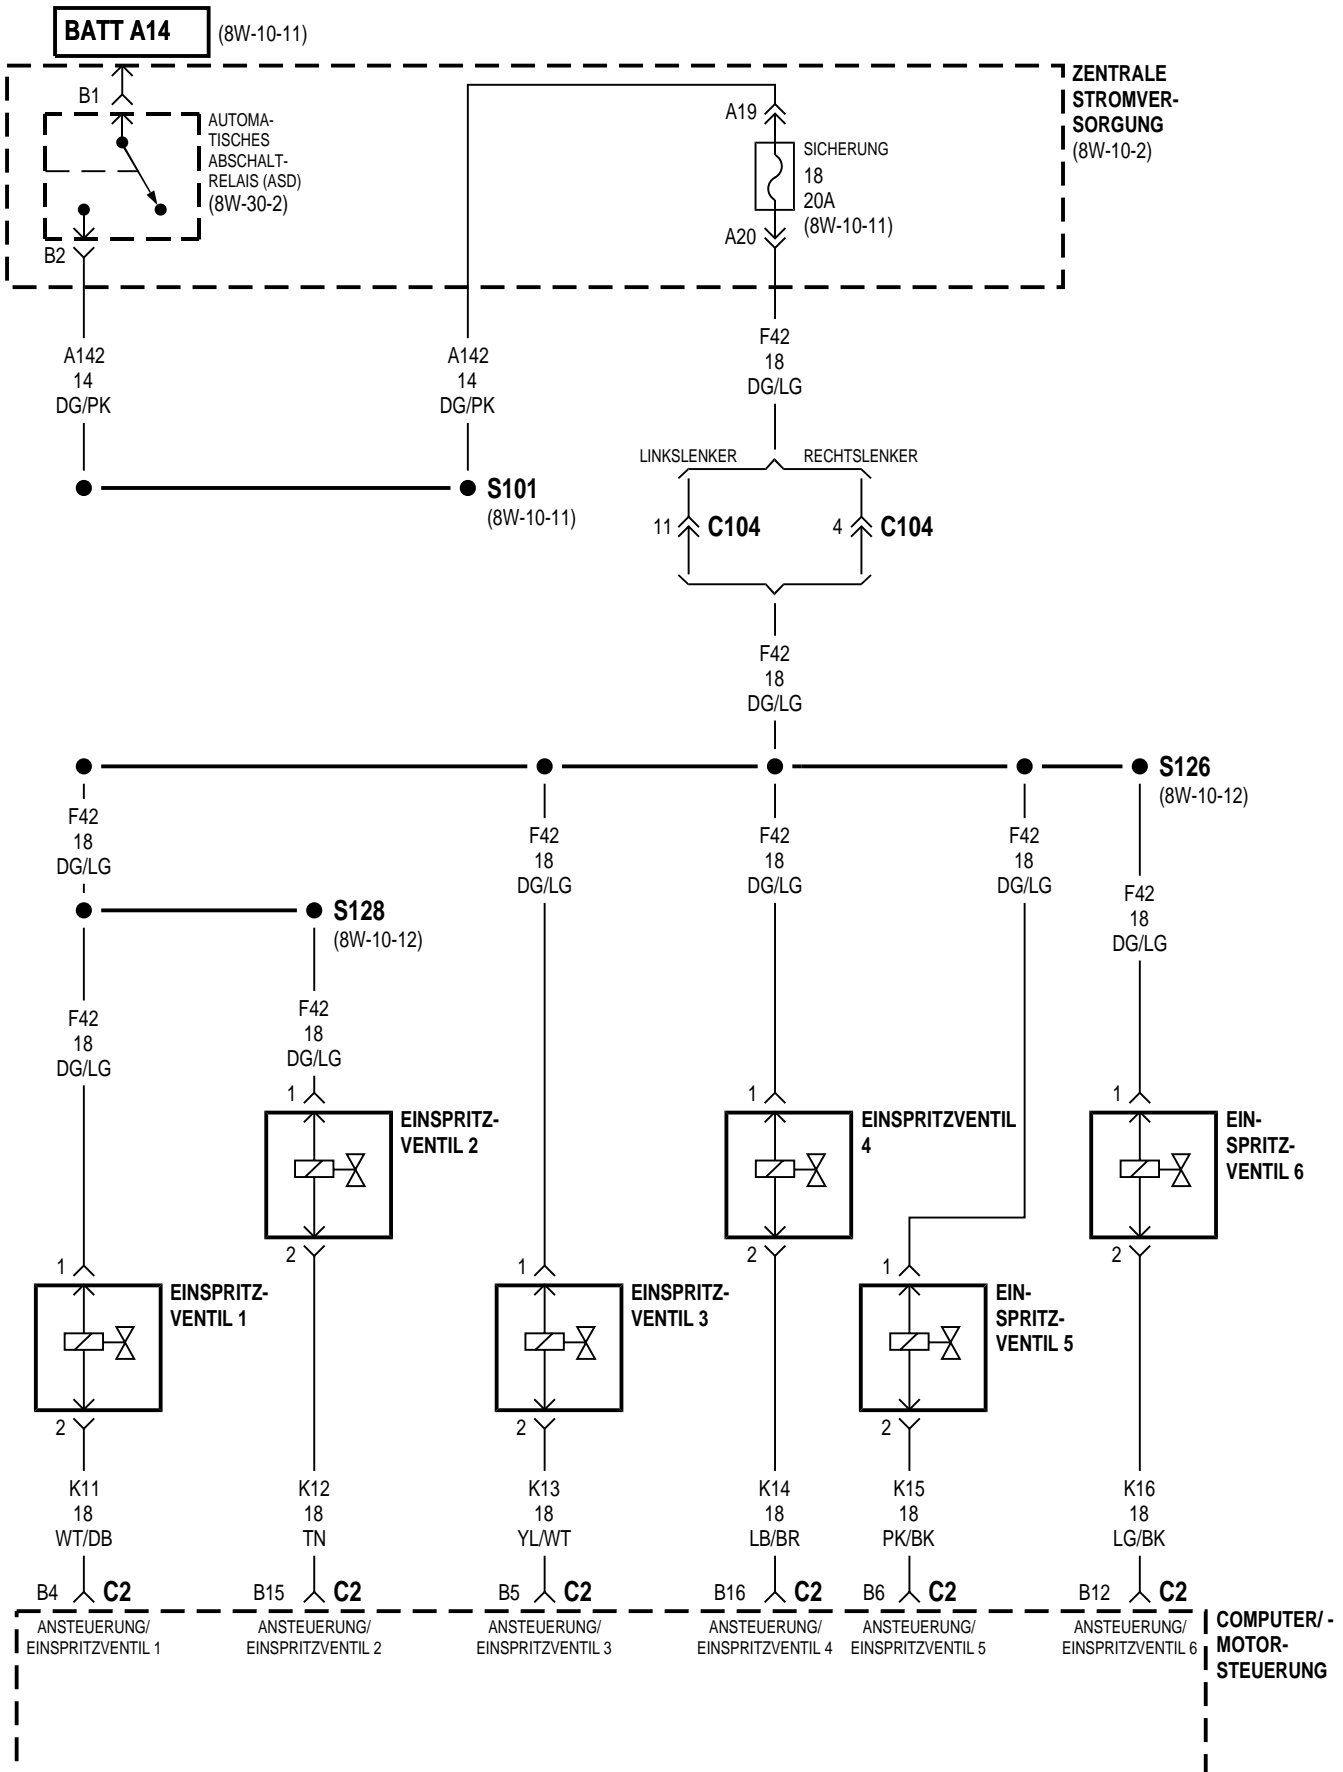 BATT A14
(8W-10-11)
ZENTRALE
STROMVER-
SORGUNG
(8W-10-2)
B1
AUTOMA-
TISCHES
ABSCHALT-
RELAIS (ASD)
(8W-30-2)
B2
A19
SICHERUNG
18
20A
(8W-10-11)
A20
A142
14
DG/PK
A142
14
DG/PK
F42
18
DG/LG
S101
(8W-10-11)
LINKSLENKER
RECHTSLENKER
11
C104
4
C104
F42
18
DG/LG
S126
(8W-10-12)
F42
18
DG/LG
F42
18
DG/LG
F42
18
DG/LG
F42
18
DG/LG
F42
18
DG/LG
S128
(8W-10-12)
F42
18
DG/LG
F42
18
DG/LG
1
EINSPRITZ-
VENTIL 2
2
1
EINSPRITZVENTIL
4
2
1
EIN-
SPRITZ-
VENTIL 6
2
1
EINSPRITZ-
VENTIL 1
2
1
EINSPRITZ-
VENTIL 3
2
1
EIN-
SPRITZ-
VENTIL 5
2
K11
18
WT/DB
K12
18
TN
K13
18
YL/WT
K14
18
LB/BR
K15
18
PK/BK
K16
18
LG/BK
B4
C2
B15
C2
B5
C2
B16
C2
B6
C2
B12
C2
ANSTEUERUNG/
EINSPRITZVENTIL 1
ANSTEUERUNG/
EINSPRITZVENTIL 2
ANSTEUERUNG/
EINSPRITZVENTIL 3
ANSTEUERUNG/
EINSPRITZVENTIL 4
ANSTEUERUNG/
EINSPRITZVENTIL 5
ANSTEUERUNG/
EINSPRITZVENTIL 6
COMPUTER/ -
MOTOR-
STEUERUNG